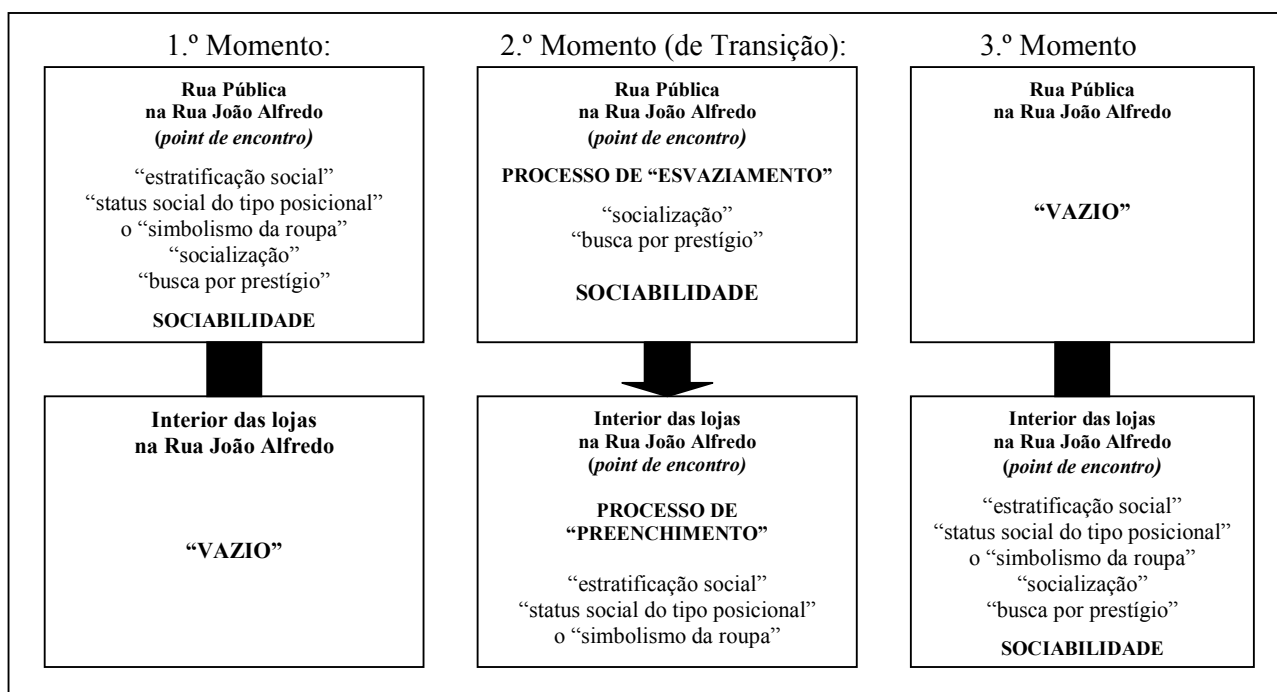 1.º Momento:
Rua Pública
na Rua João Alfredo
(point de encontro)
“estratificação social”
“status social do tipo posicional”
o “simbolismo da roupa”
“socialização”
“busca por prestígio”
SOCIABILIDADE
Interior das lojas
na Rua João Alfredo
“VAZIO”
2.º Momento (de Transição):
Rua Pública
na Rua João Alfredo
(point de encontro)
PROCESSO DE “ESVAZIAMENTO”
“socialização”
“busca por prestígio”
SOCIABILIDADE
Interior das lojas
na Rua João Alfredo
(point de encontro)
PROCESSO DE
“PREENCHIMENTO”
“estratificação social”
“status social do tipo posicional”
o “simbolismo da roupa”
3.º Momento
Rua Pública
na Rua João Alfredo
“VAZIO”
Interior das lojas
na Rua João Alfredo
(point de encontro)
“estratificação social”
“status social do tipo posicional”
o “simbolismo da roupa”
“socialização”
“busca por prestígio”
SOCIABILIDADE